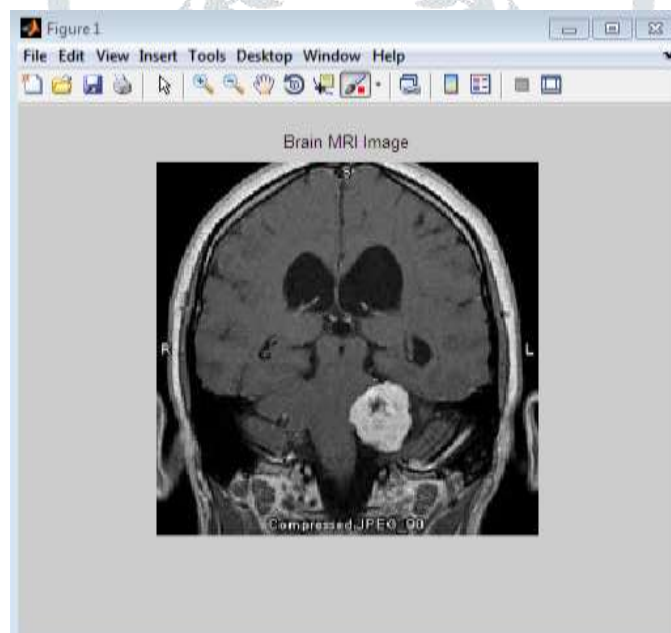 Figure 1
File Edit View Insert Tools Desktop Window Help
Brain MRI Image
S
R
L
Compressed JPEG 90